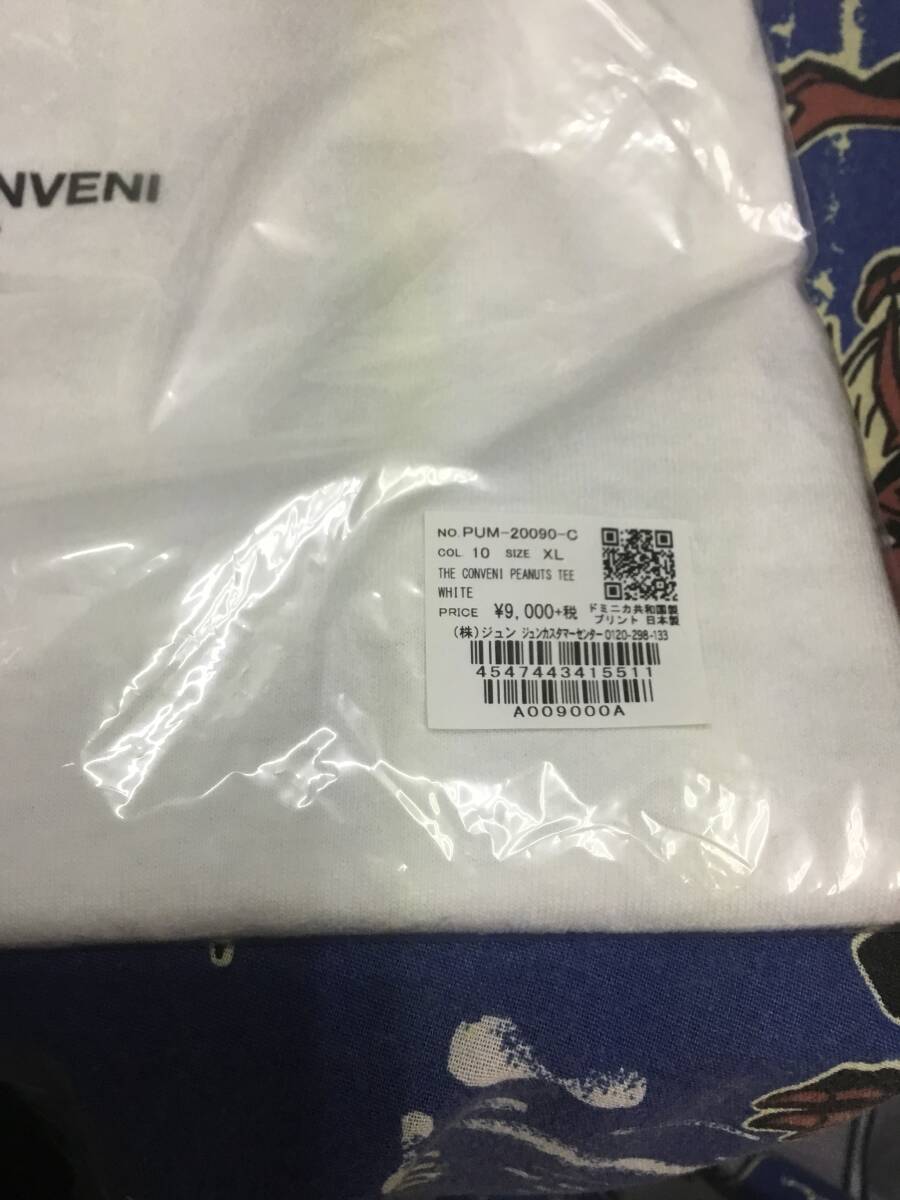 ONVENI
NO. PUM-20090-C
COL 10 SIZE XL
THE CONVENI PEANUTS TEE
WHITE
PRICE ¥9,000+税
ドミニカ共和国製
プリント 日本製
(株)ジュン ジュンカスタマーセンター 0120-298-133
4547443415511
A009000A